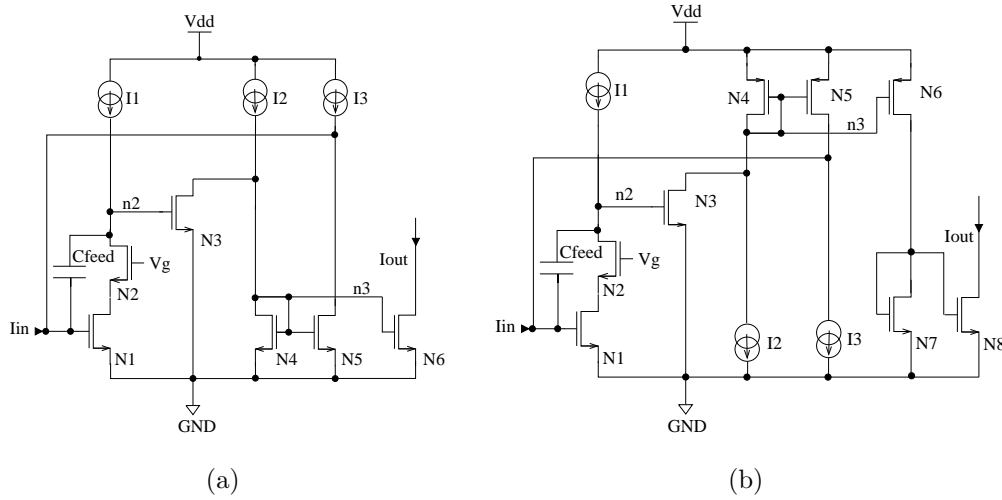 Vdd
I1
I2
I3
n2
N3
Cfeed
Vg
N2
Iin
N1
n3
Iout
N4
N5
N6
GND
(a)
Vdd
I1
N4
N5
N6
n3
n2
N3
Cfeed
Vg
N2
Iin
N1
I2
I3
Iout
N7
N8
GND
(b)